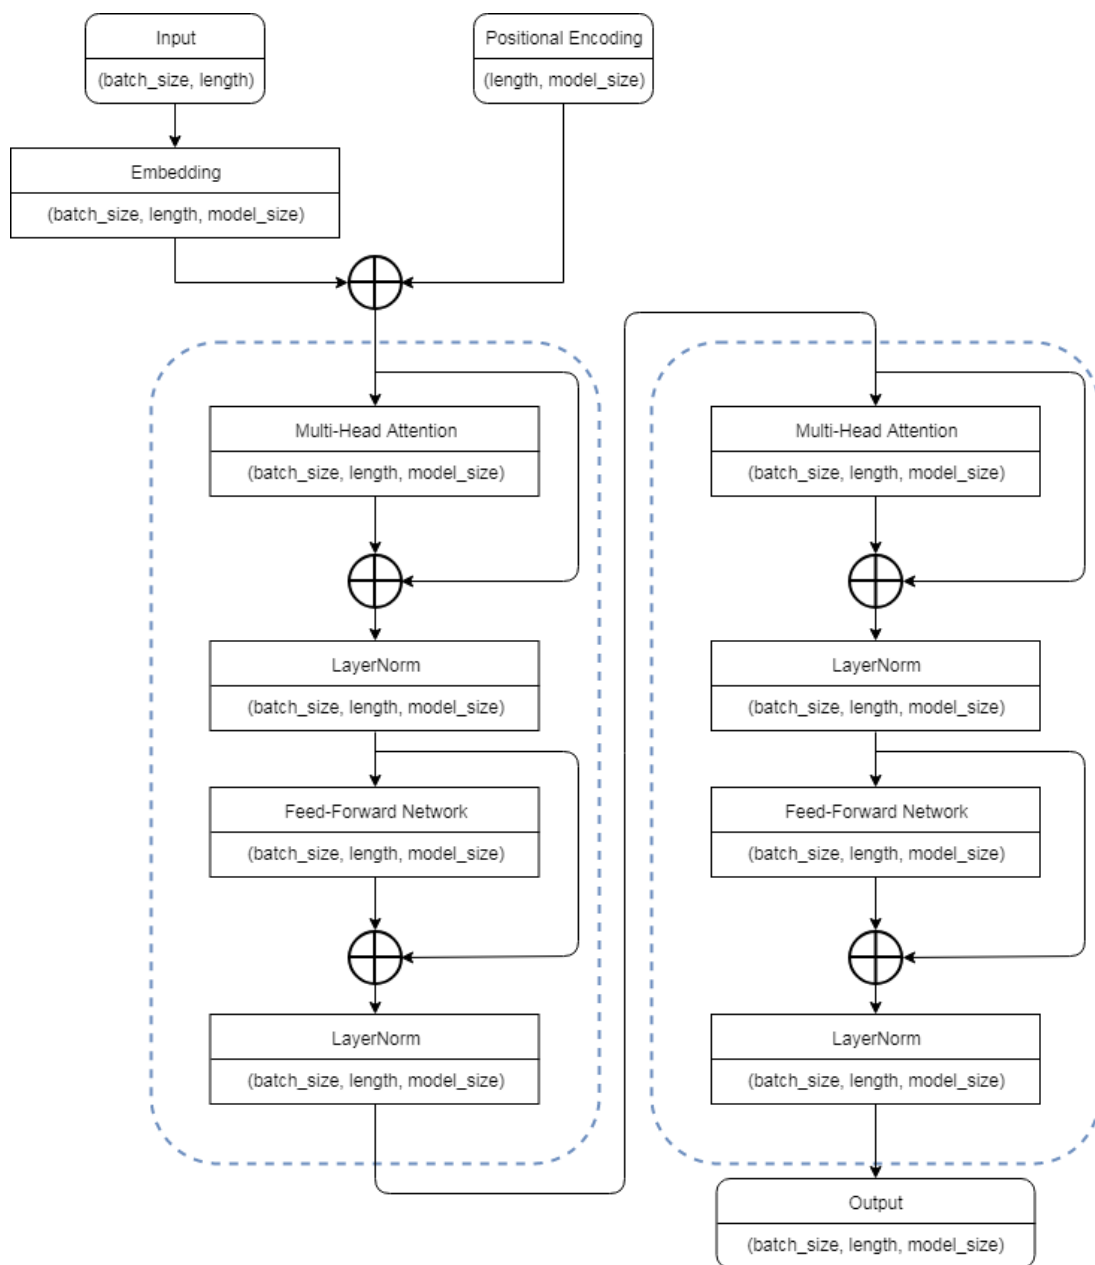 Input
(batch_size, length)
Positional Encoding
(length, model_size)
Embedding
(batch_size, length, model_size)
Multi-Head Attention
(batch_size, length, model_size)
LayerNorm
(batch_size, length, model_size)
Feed-Forward Network
(batch_size, length, model_size)
LayerNorm
(batch_size, length, model_size)
Multi-Head Attention
(batch_size, length, model_size)
LayerNorm
(batch_size, length, model_size)
Feed-Forward Network
(batch_size, length, model_size)
LayerNorm
(batch_size, length, model_size)
Output
(batch_size, length, model_size)